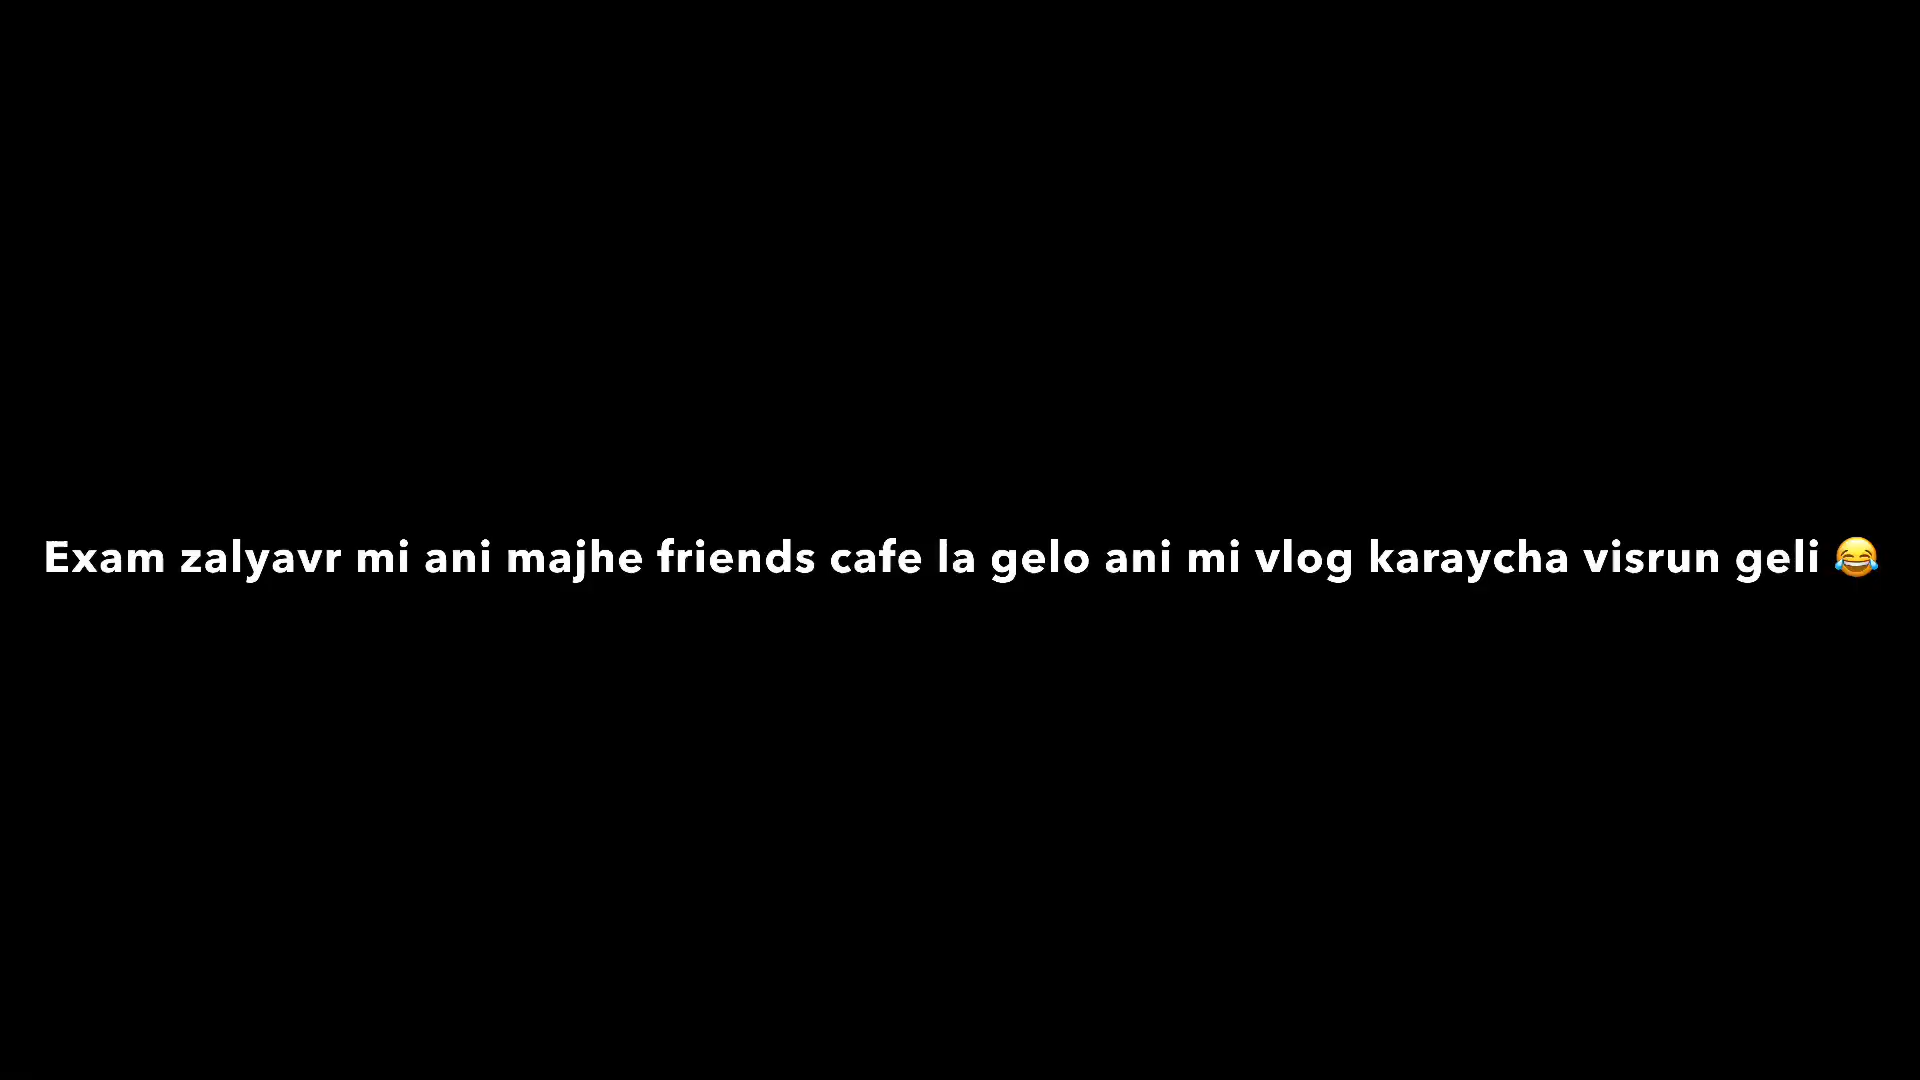 Exam zalyavr mi ani majhe friends cafe la gelo ani mi vlog karaycha visrun geli 😂